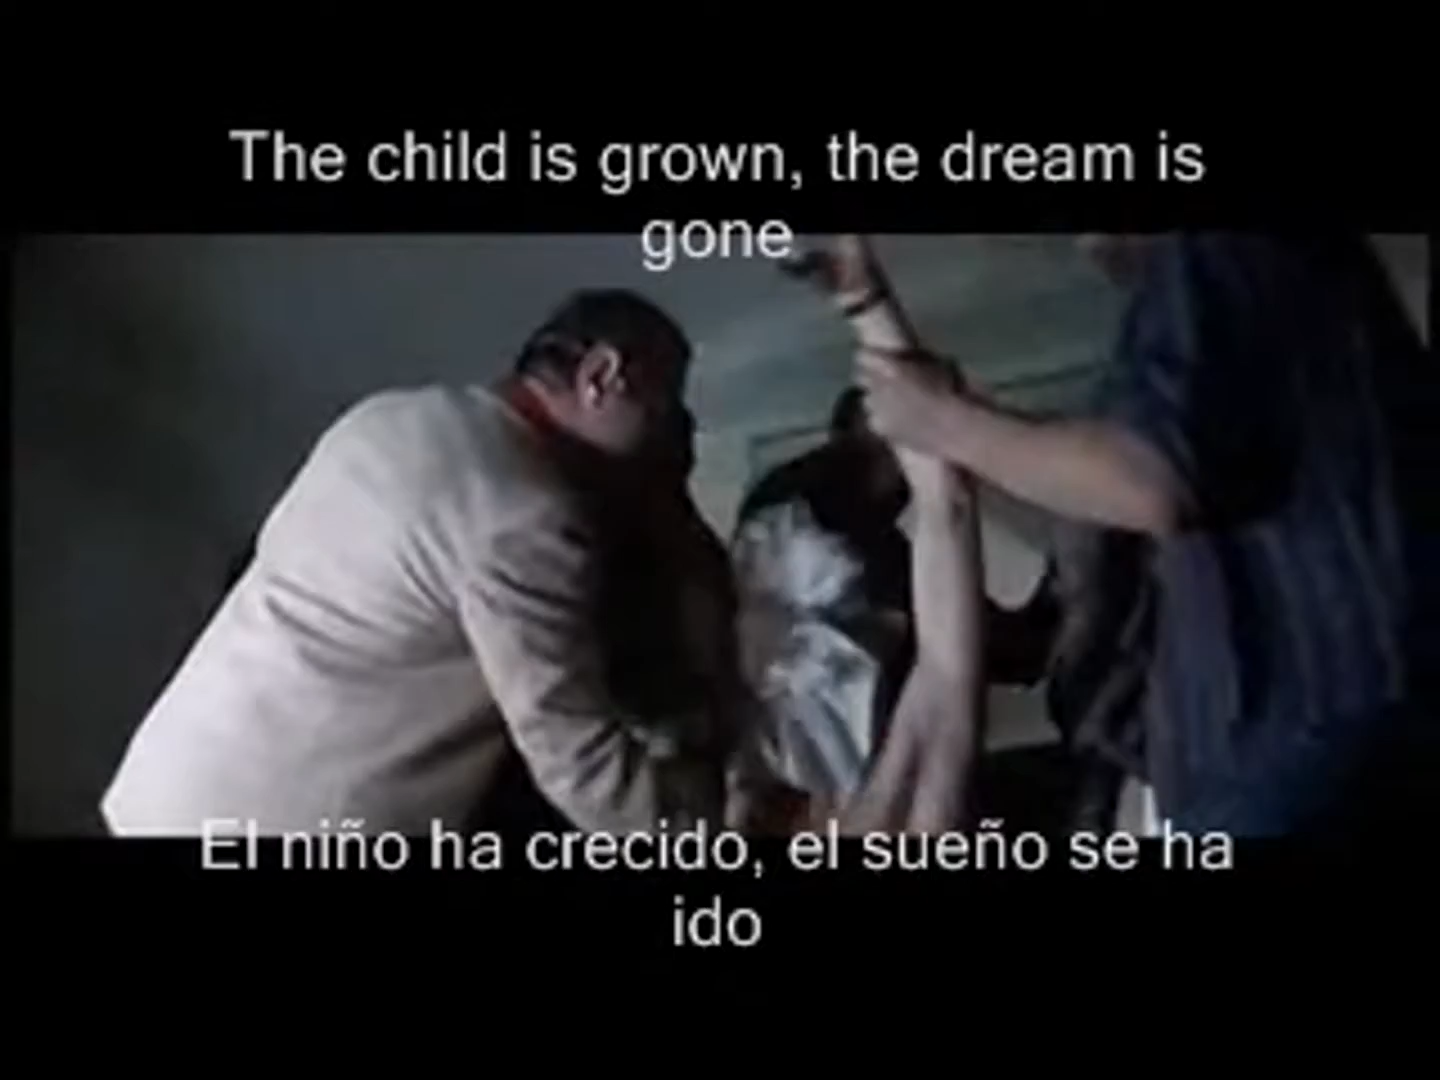 The child is grown, the dream is
gone
El niño ha crecido, el sueño se ha
ido